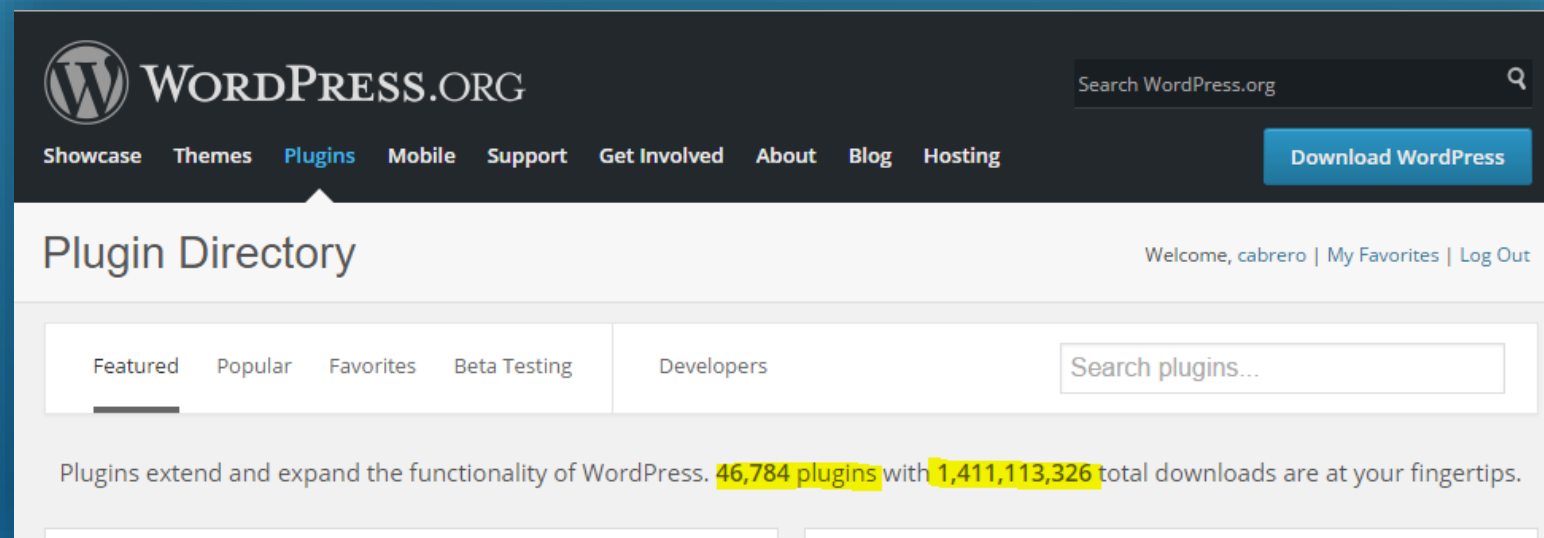 WORDPRESS.ORG
Search WordPress.org
Showcase Themes Plugins Mobile Support Get Involved About Blog Hosting
Download WordPress
Plugin Directory
Welcome, cabrero | My Favorites | Log Out
Featured Popular Favorites Beta Testing Developers
Search plugins...
Plugins extend and expand the functionality of WordPress. 46,784 plugins with 1,411,113,326 total downloads are at your fingertips.